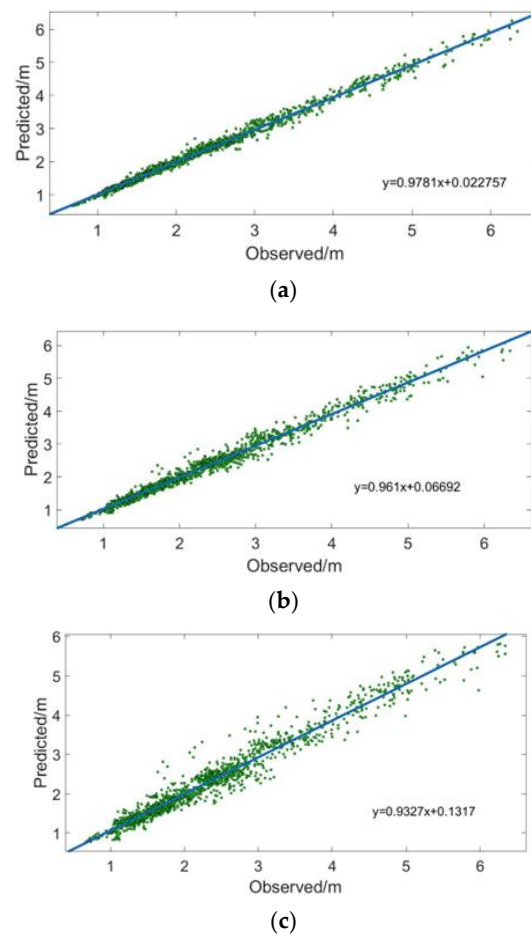 6
5
4
3
2
1
Predicted/m
y=0.9781x+0.022757
1 2 3 4 5 6
Observed/m
(a)
6
5
4
3
2
1
Predicted/m
y=0.961x+0.06692
1 2 3 4 5 6
Observed/m
(b)
6
5
4
3
2
1
Predicted/m
y=0.9327x+0.1317
1 2 3 4 5 6
Observed/m
(c)